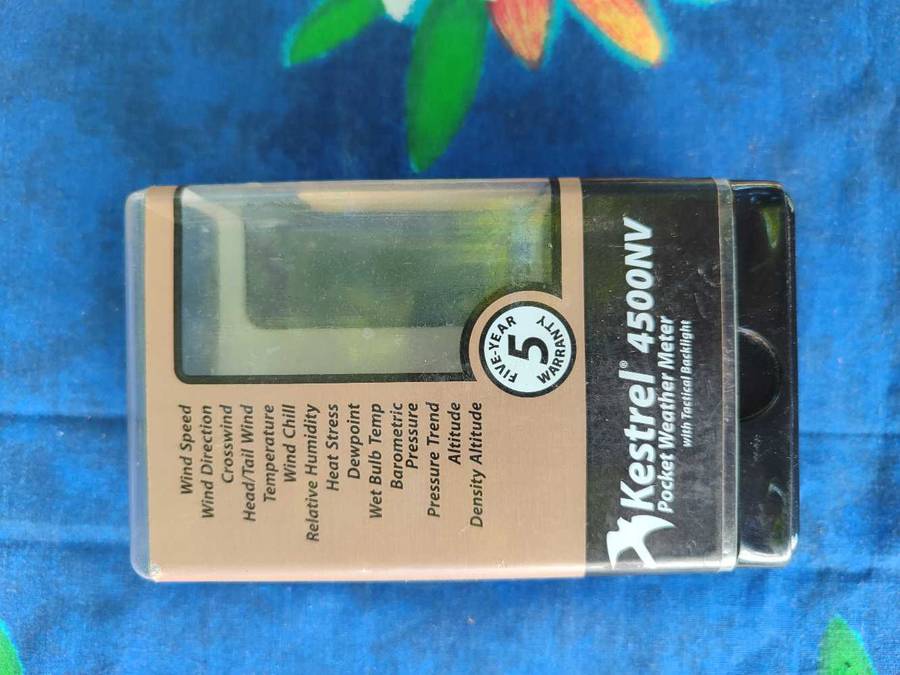 Wind Speed
Wind Direction
Crosswind
Head/Tail Wind
Temperature
Wind Chill
Relative Humidity
Heat Stress
Dewpoint
Wet Bulb Temp
Barometric
Pressure
Pressure Trend
Altitude
Density Altitude
FIVE-YEAR
5
WARRANTY
Kestrel® 4500NV
Pocket Weather Meter
with Tactical Backlight